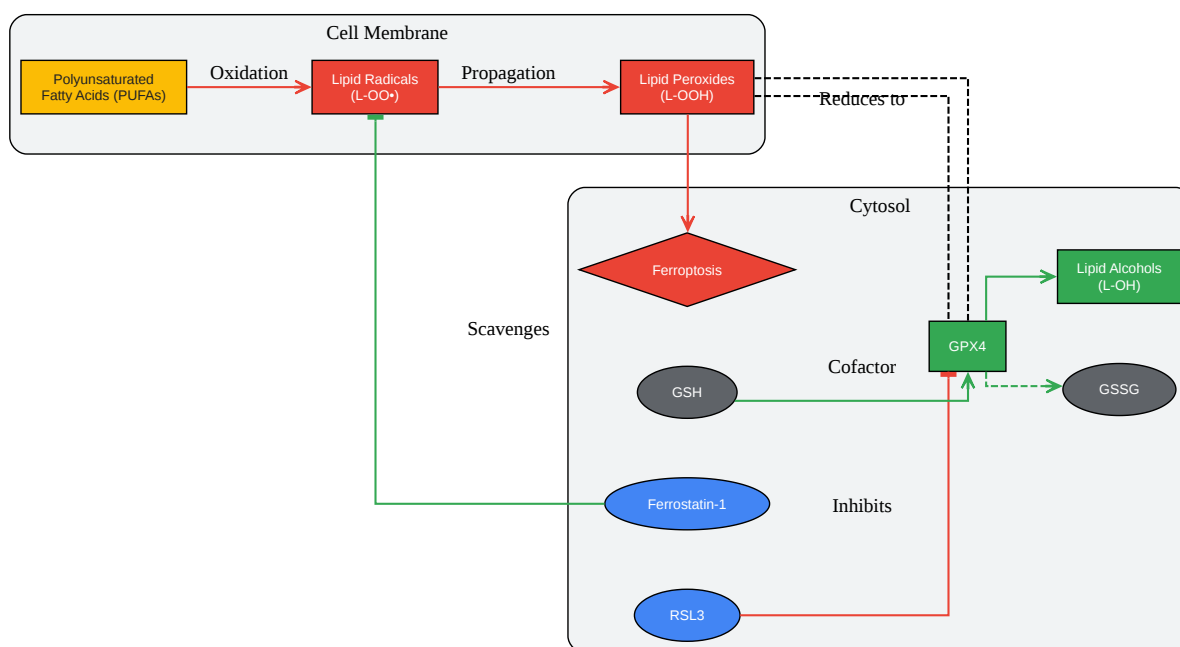 Cell Membrane
Polyunsaturated
Fatty Acids (PUFAs)
Oxidation
Lipid Radicals
(L-OO•)
Propagation
Lipid Peroxides
(L-OOH)
Reduces to
Cytosol
Ferroptosis
Lipid Alcohols
(L-OH)
Scavenges
GPX4
Cofactor
GSH
GSSG
Ferrostatin-1
Inhibits
RSL3